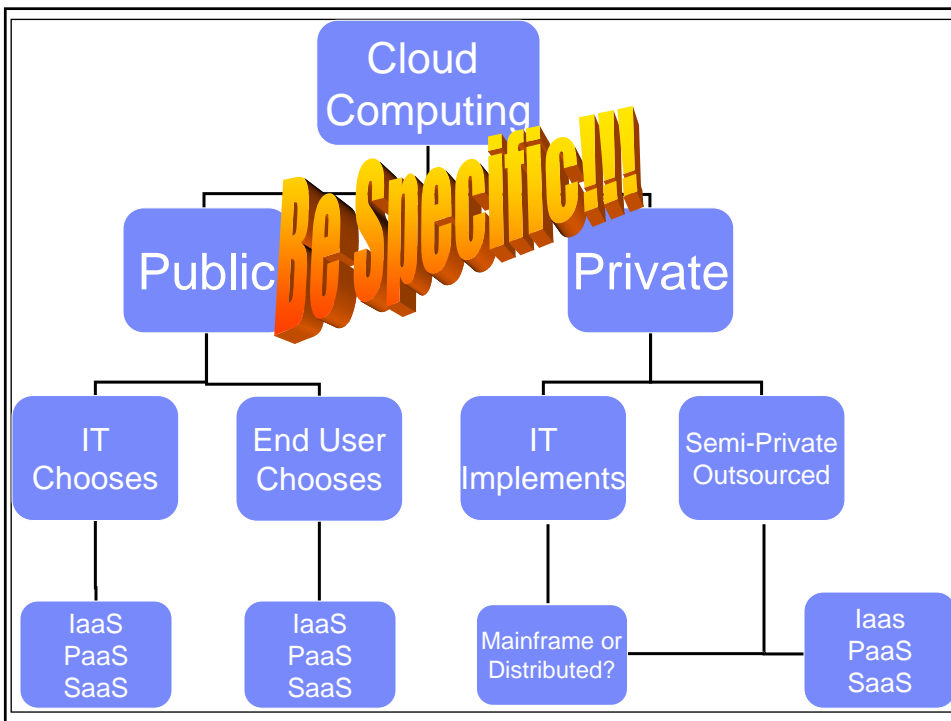 Cloud
Computing
Be Specific!!!
Public
Private
IT
Chooses
End User
Chooses
IT
Implements
Semi-Private
Outsourced
IaaS
PaaS
SaaS
IaaS
PaaS
SaaS
Mainframe or
Distributed?
Iaas
PaaS
SaaS